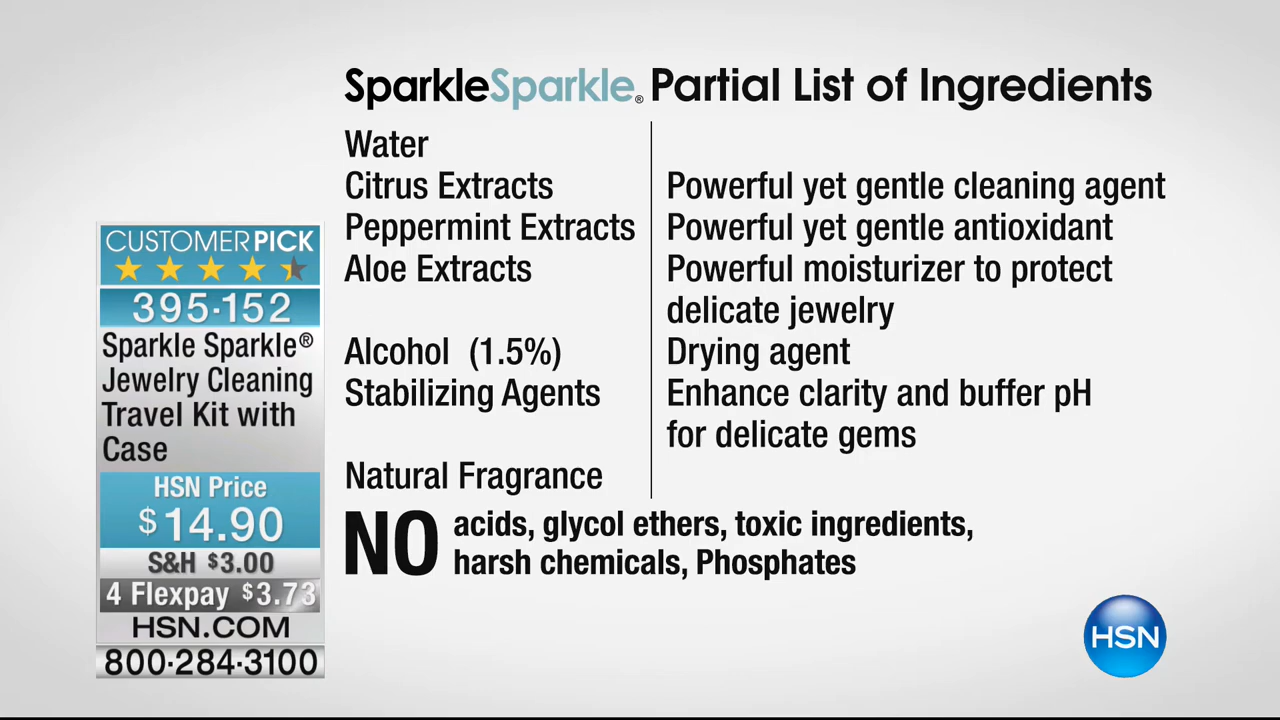 SparkleSparkle® Partial List of Ingredients
Water
Citrus Extracts Powerful yet gentle cleaning agent
Peppermint Extracts Powerful yet gentle antioxidant
Aloe Extracts Powerful moisturizer to protect
delicate jewelry
Alcohol (1.5%) Drying agent
Stabilizing Agents Enhance clarity and buffer pH
for delicate gems
Natural Fragrance
NO acids, glycol ethers, toxic ingredients,
harsh chemicals, Phosphates
CUSTOMER PICK
395·152
Sparkle Sparkle®
Jewelry Cleaning
Travel Kit with
Case
HSN Price
$14.90
S&H $3.00
4 Flexpay $3.73
HSN.COM
800·284·3100
HSN